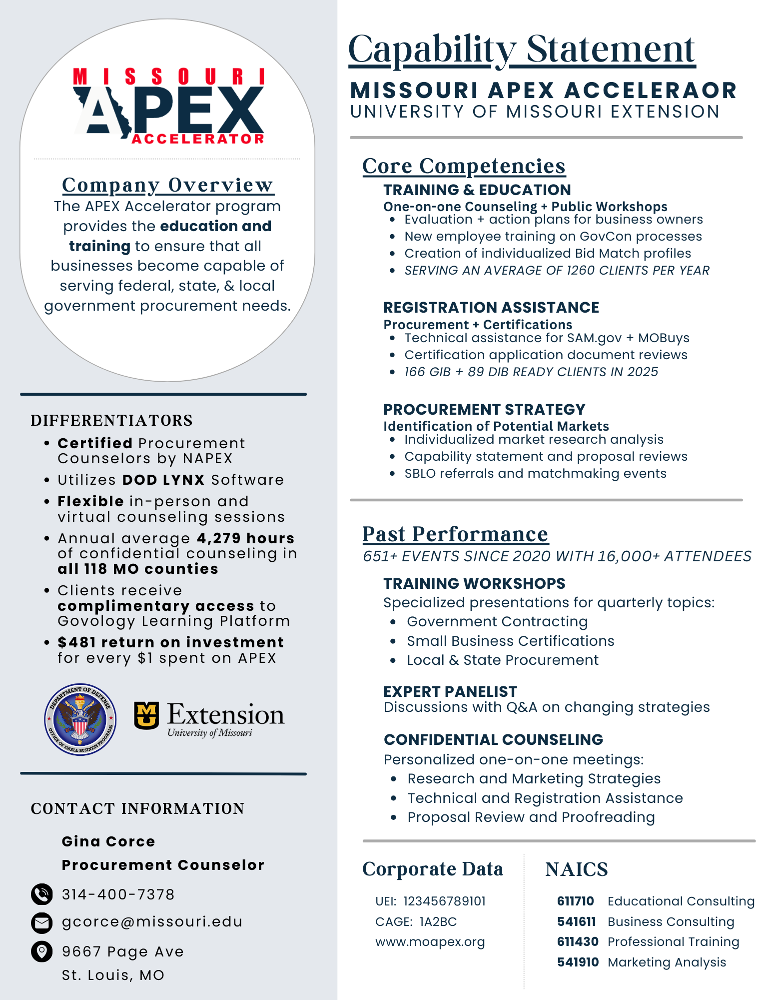 MISSOURI
APEX
ACCELERATOR
Company Overview
The APEX Accelerator program
provides the education and
training to ensure that all
businesses become capable of
serving federal, state, & local
government procurement needs.
DIFFERENTIATORS
• Certified Procurement
Counselors by NAPEX
• Utilizes DOD LYNX Software
• Flexible in-person and
virtual counseling sessions
• Annual average 4,279 hours
of confidential counseling in
all 118 MO counties
• Clients receive
complimentary access to
Govology Learning Platform
• $481 return on investment
for every $1 spent on APEX
DEPARTMENT OF DEFENSE
OFFICE OF SMALL BUSINESS PROGRAMS
MU
Extension
University of Missouri
CONTACT INFORMATION
Gina Corce
Procurement Counselor
314-400-7378
gcorce@missouri.edu
9667 Page Ave
St. Louis, MO
Capability Statement
MISSOURI APEX ACCELERAOR
UNIVERSITY OF MISSOURI EXTENSION
Core Competencies
TRAINING & EDUCATION
One-on-one Counseling + Public Workshops
• Evaluation + action plans for business owners
• New employee training on GovCon processes
• Creation of individualized Bid Match profiles
• SERVING AN AVERAGE OF 1260 CLIENTS PER YEAR
REGISTRATION ASSISTANCE
Procurement + Certifications
• Technical assistance for SAM.gov + MOBuys
• Certification application document reviews
• 166 GIB + 89 DIB READY CLIENTS IN 2025
PROCUREMENT STRATEGY
Identification of Potential Markets
• Individualized market research analysis
• Capability statement and proposal reviews
• SBLO referrals and matchmaking events
Past Performance
651+ EVENTS SINCE 2020 WITH 16,000+ ATTENDEES
TRAINING WORKSHOPS
Specialized presentations for quarterly topics:
• Government Contracting
• Small Business Certifications
• Local & State Procurement
EXPERT PANELIST
Discussions with Q&A on changing strategies
CONFIDENTIAL COUNSELING
Personalized one-on-one meetings:
• Research and Marketing Strategies
• Technical and Registration Assistance
• Proposal Review and Proofreading
Corporate Data
UEI: 123456789101
CAGE: 1A2BC
www.moapex.org
NAICS
611710 Educational Consulting
541611 Business Consulting
611430 Professional Training
541910 Marketing Analysis